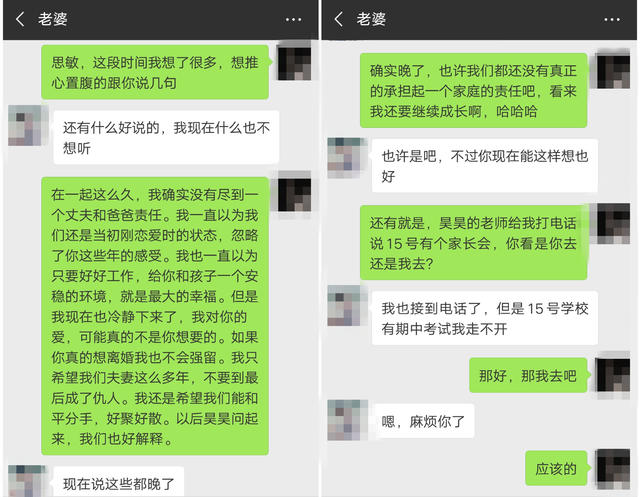 老婆
思敏，这段时间我想了很多，想推
心置腹的跟你说几句
还有什么好说的，我现在什么也不
想听
在一起这么久，我确实没有尽到一
个丈夫和爸爸责任。我一直以为我
们还是当初刚恋爱时的状态，忽略
了你这些年的感受。我也一直以为
只要好好工作，给你和孩子一个安
稳的环境，就是最大的幸福。但是
我现在也冷静下来了，我对你的
爱，可能真的不是你想要的。如果
你真的想离婚我也不会强留。我只
希望我们夫妻这么多年，不要到最
后成了仇人。我还是希望我们能和
平分手，好聚好散。以后昊昊问起
来，我们也好解释。
现在说这些都晚了
老婆
确实晚了，也许我们都还没有真正
的承担起一个家庭的责任吧，看来
我还要继续成长啊，哈哈哈
也许是吧，不过你现在能这样想也
好
还有就是，昊昊的老师给我打电话
说15号有个家长会，你看是你去
还是我去？
我也接到电话了，但是15号学校
有期中考试我走不开
那好，那我去吧
嗯，麻烦你了
应该的